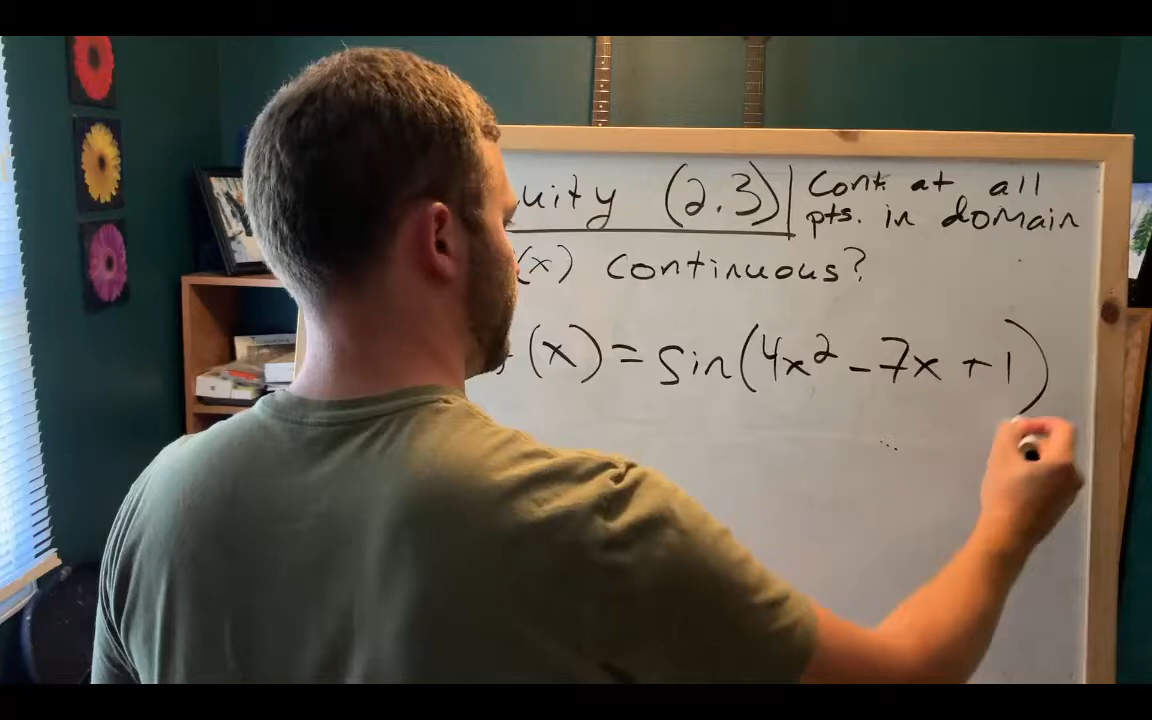 uity (2.3)
Cont. at all
pts. in domain
(x) continuous?
(x) = sin(4x² - 7x + 1)